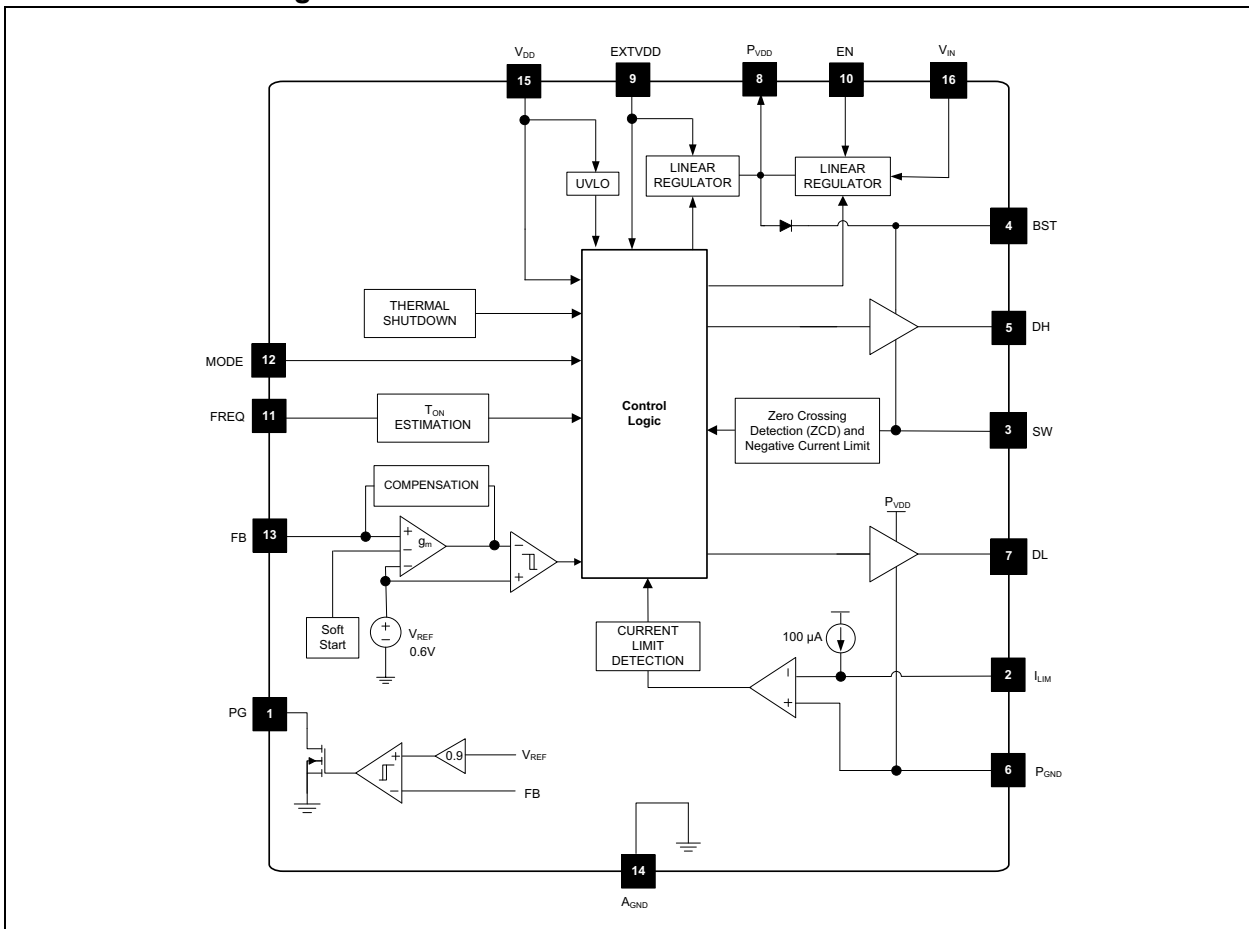 g
VDD EXTVDD PVDD EN VIN
15 9 8 10 16
LINEAR
REGULATOR
LINEAR
REGULATOR
UVLO
4 BST
THERMAL
SHUTDOWN
5 DH
MODE 12
FREQ 11
TON
ESTIMATION
Control
Logic
Zero Crossing
Detection (ZCD) and
Negative Current Limit
3 SW
COMPENSATION
PVDD
FB 13
+
gm
−
−
−
+
7 DL
Soft
Start
+
−
VREF
0.6V
CURRENT
LIMIT
DETECTION
100 µA
−
+
2 ILIM
PG 1
+
−
0.9
VREF
FB
6 PGND
14
AGND